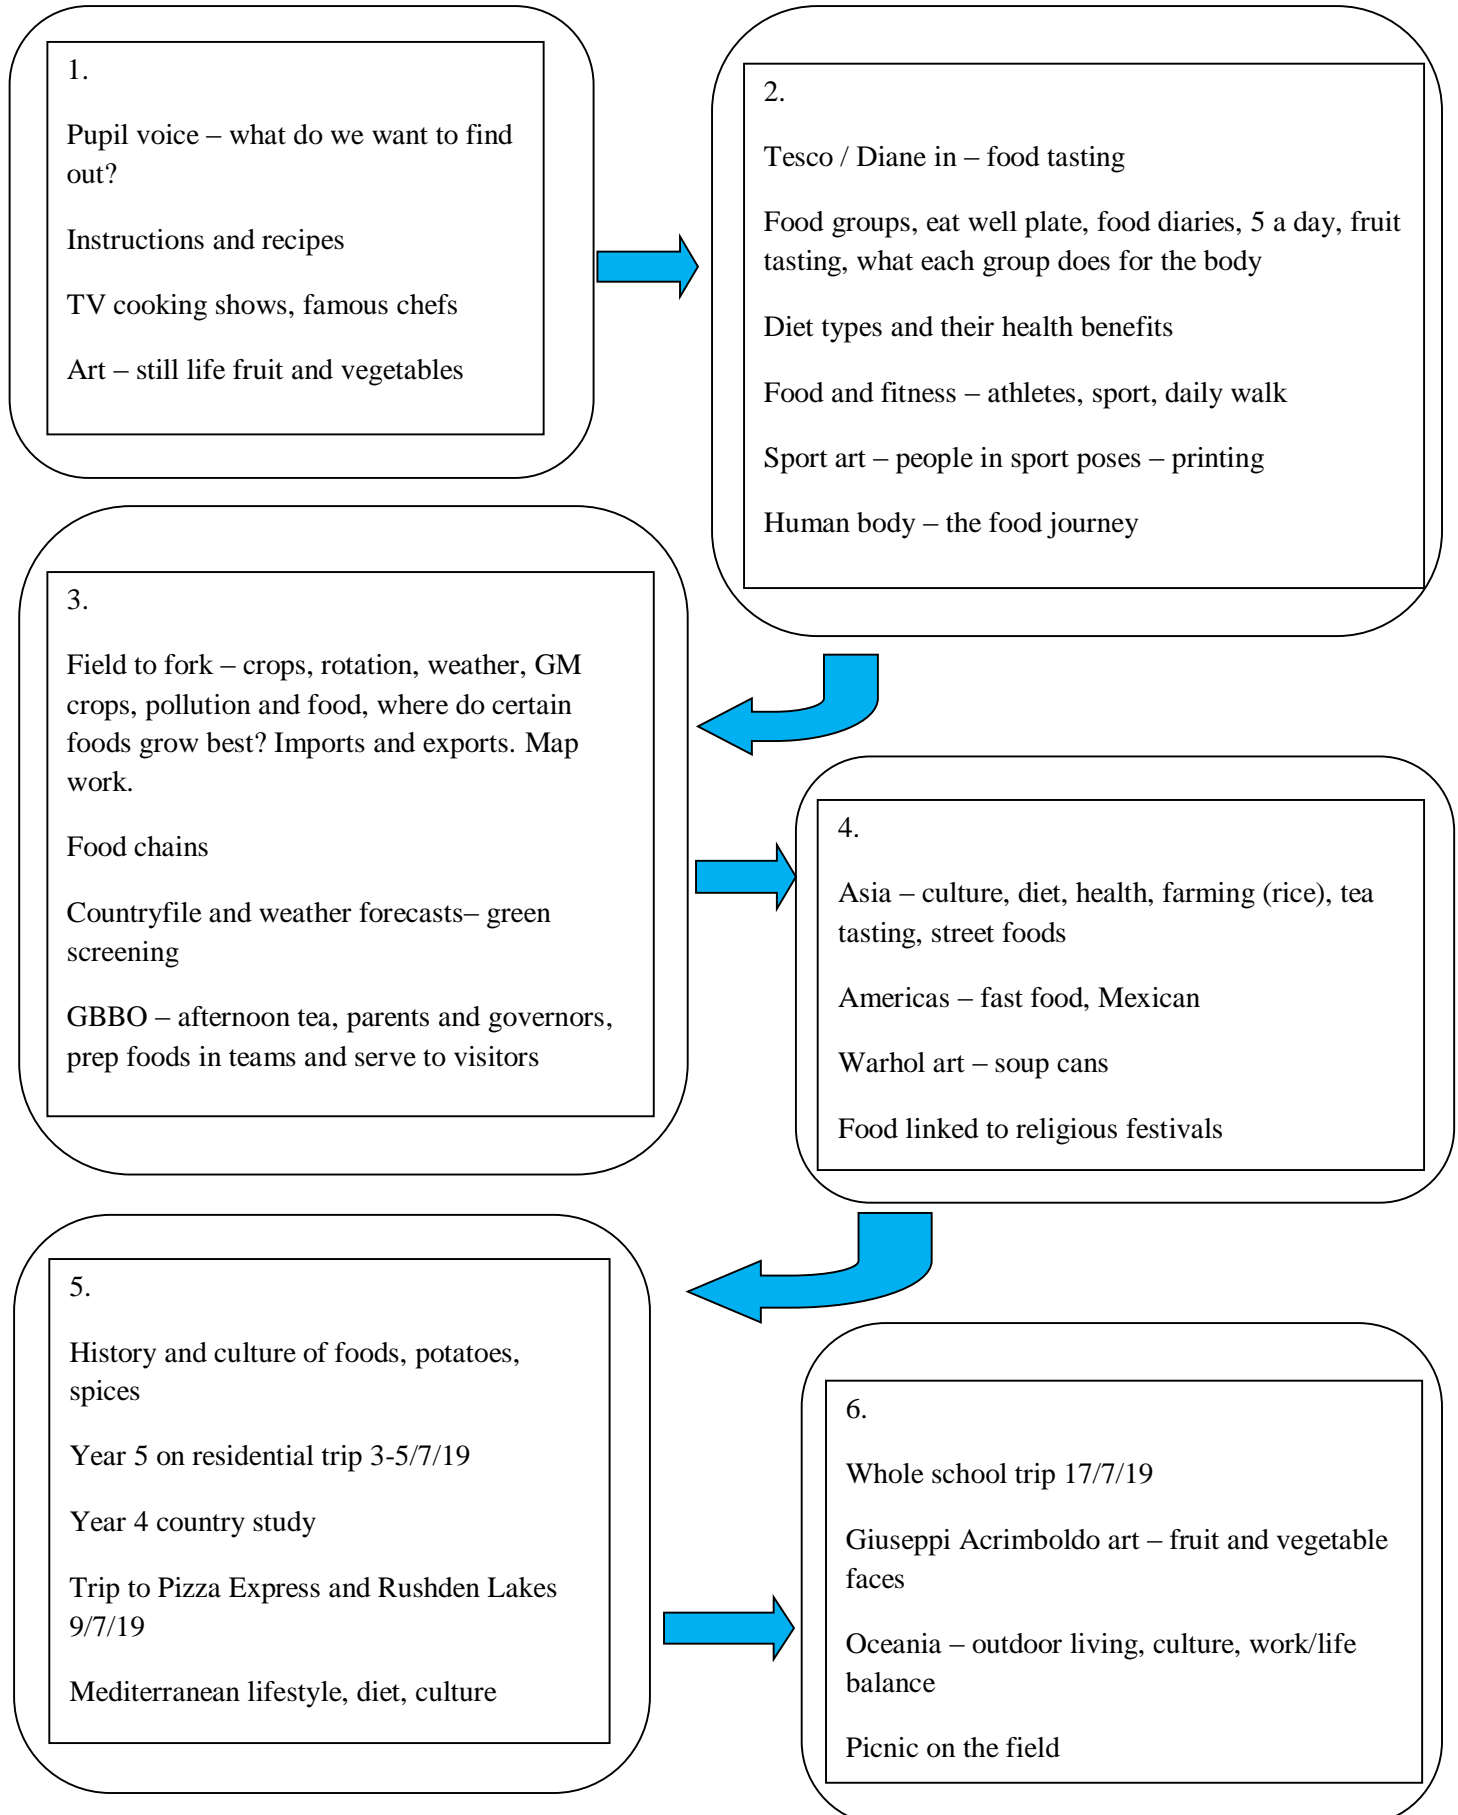 1.
Pupil voice – what do we want to find
out?
Instructions and recipes
TV cooking shows, famous chefs
Art – still life fruit and vegetables
2.
Tesco / Diane in – food tasting
Food groups, eat well plate, food diaries, 5 a day, fruit
tasting, what each group does for the body
Diet types and their health benefits
Food and fitness – athletes, sport, daily walk
Sport art – people in sport poses – printing
Human body – the food journey
3.
Field to fork – crops, rotation, weather, GM
crops, pollution and food, where do certain
foods grow best? Imports and exports. Map
work.
Food chains
Countryfile and weather forecasts– green
screening
GBBO – afternoon tea, parents and governors,
prep foods in teams and serve to visitors
4.
Asia – culture, diet, health, farming (rice), tea
tasting, street foods
Americas – fast food, Mexican
Warhol art – soup cans
Food linked to religious festivals
5.
History and culture of foods, potatoes,
spices
Year 5 on residential trip 3-5/7/19
Year 4 country study
Trip to Pizza Express and Rushden Lakes
9/7/19
Mediterranean lifestyle, diet, culture
6.
Whole school trip 17/7/19
Giuseppi Acrimboldo art – fruit and vegetable
faces
Oceania – outdoor living, culture, work/life
balance
Picnic on the field